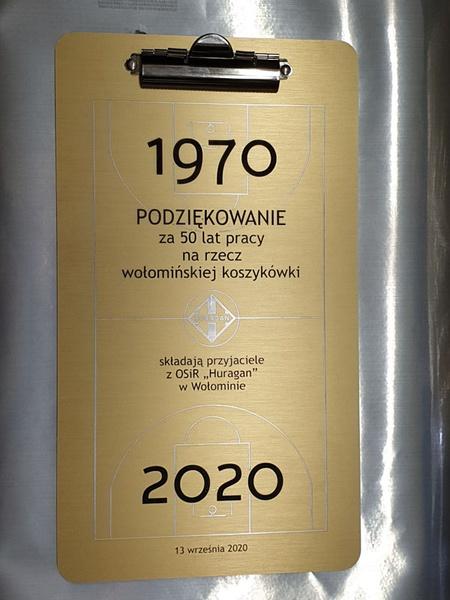 1970
PODZIĘKOWANIE
za 50 lat pracy
na rzecz
wołomińskiej koszykówki
HURAGAN
składają przyjaciele
z OSiR „Huragan”
w Wołominie
2020
13 września 2020